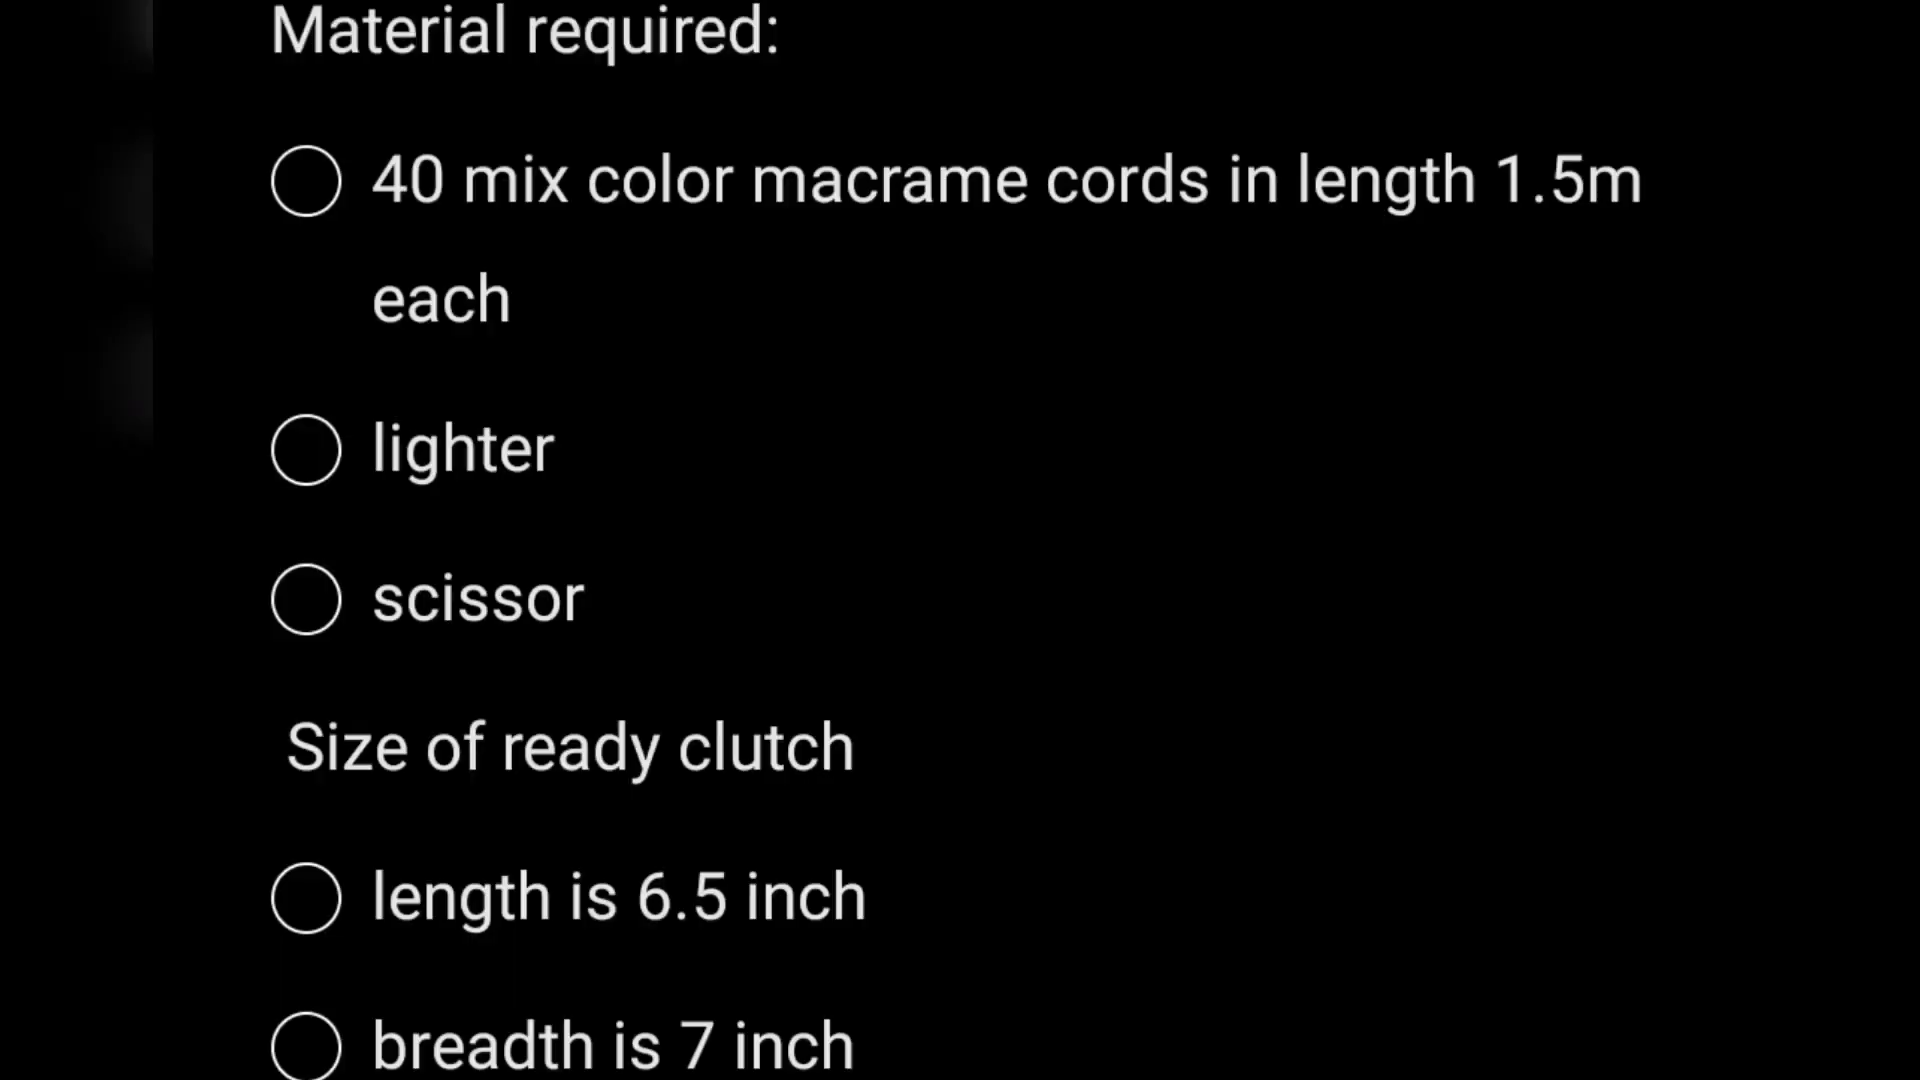 Material required:
40 mix color macrame cords in length 1.5m
each
lighter
scissor
Size of ready clutch
length is 6.5 inch
breadth is 7 inch